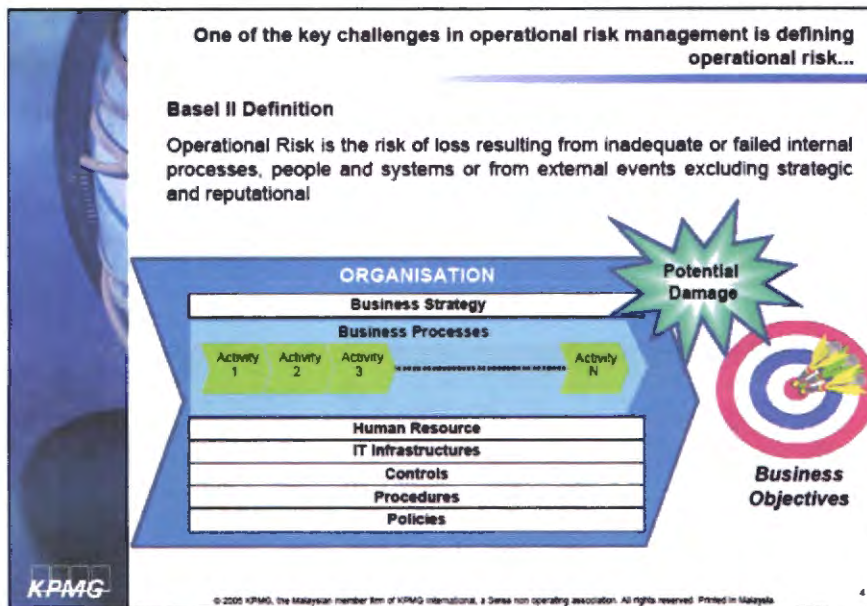 One of the key challenges in operational risk management is defining
operational risk...
Basel II Definition
Operational Risk is the risk of loss resulting from inadequate or failed internal
processes, people and systems or from external events excluding strategic
and reputational
Potential
Damage
ORGANISATION
Business Strategy
Business Processes
Activity
1
Activity
2
Activity
3
Activity
N
Human Resource
IT Infrastructures
Controls
Procedures
Policies
Business
Objectives
KPMG
© 2005 KPMG, the Malaysian member firm of KPMG International, a Swiss non operating association. All rights reserved. Printed in Malaysia.